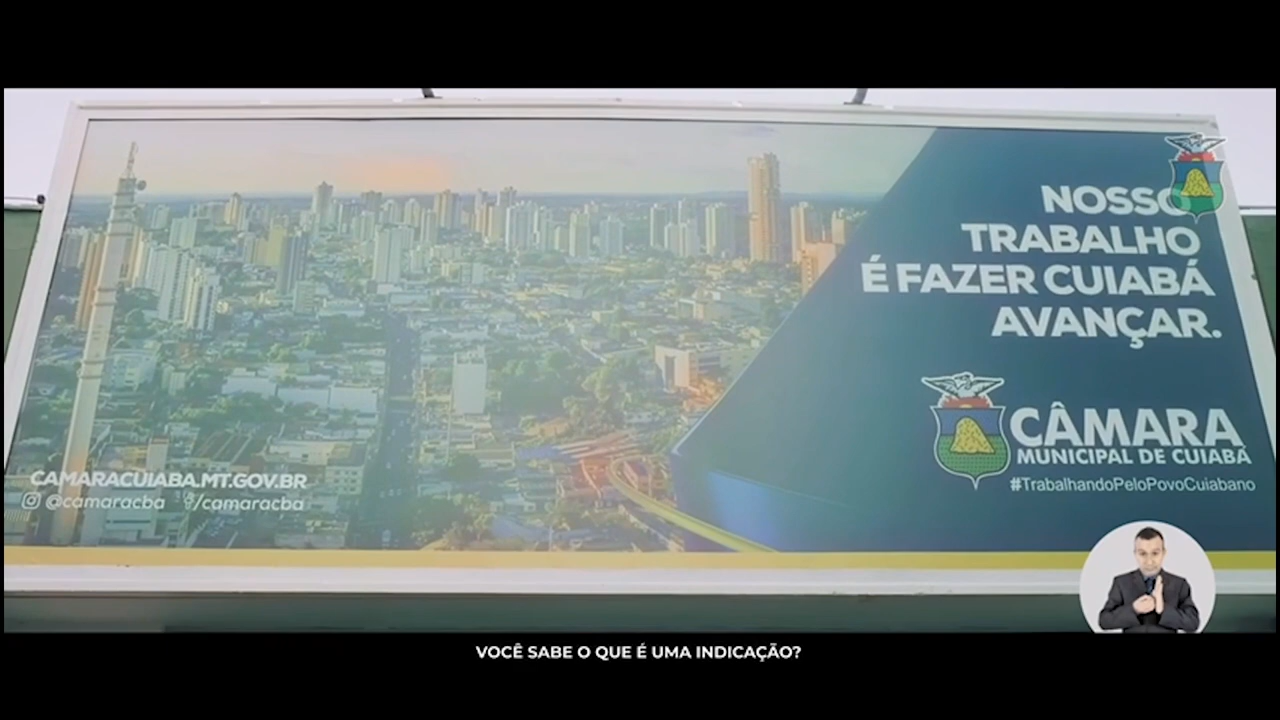 NOSSO
TRABALHO
É FAZER CUIABÁ
AVANÇAR.
CÂMARA
MUNICIPAL DE CUIABÁ
#TrabalhandoPeloPovoCuiabano
CAMARACUIABA.MT.GOV.BR
@camaracba /camaracba
VOCÊ SABE O QUE É UMA INDICAÇÃO?